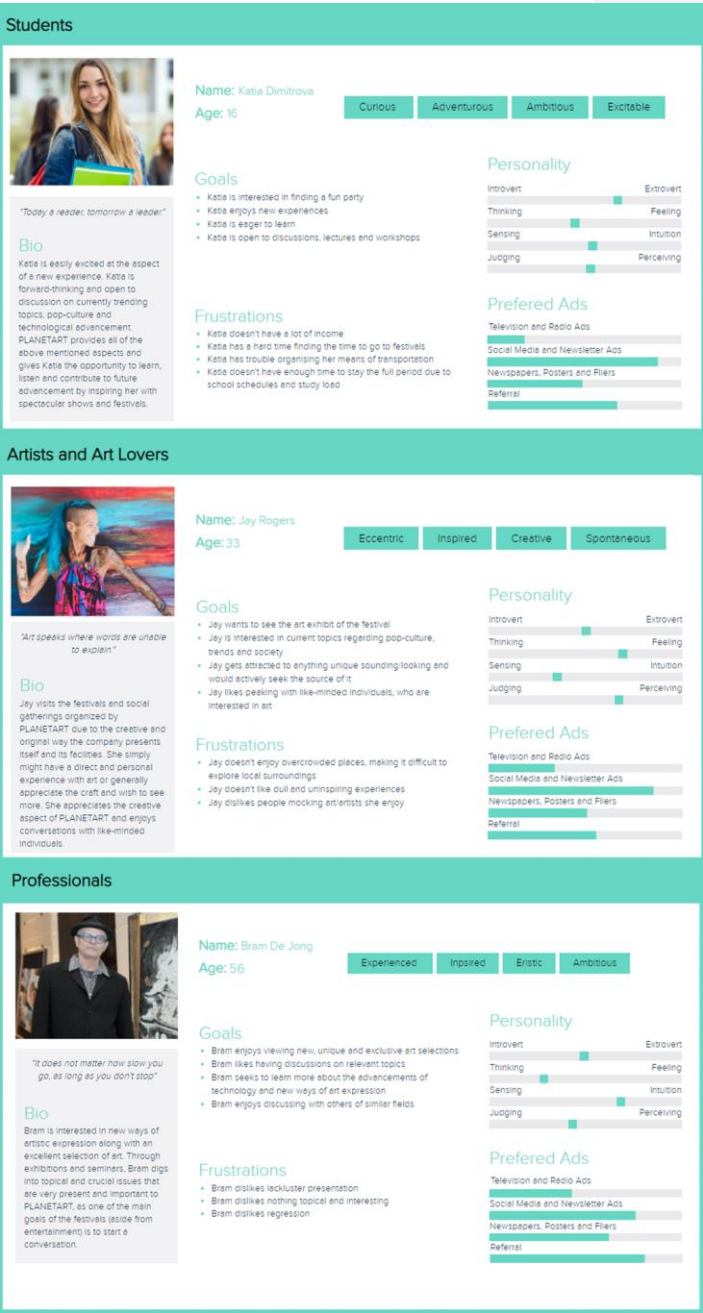 Students
Name: Katia Dimitrova
Age: 16
Curious
Adventurous
Ambitious
Excitable
"Today a reader, tomorrow a leader."
Bio
Katia is easily excited at the aspect
of a new experience. Katia is
forward-thinking and open to
discussion on currently trending
topics, pop-culture and
technological advancement.
PLANETART provides all of the
above mentioned aspects and
gives Katia the opportunity to learn,
listen and contribute to future
advancement by inspiring her with
spectacular shows and festivals.
Goals
Katia is interested in finding a fun party
Katia enjoys new experiences
Katia is eager to learn
Katia is open to discussions, lectures and workshops
Frustrations
Katia doesn't have a lot of income
Katia has a hard time finding the time to go to festivals
Katia has trouble organising her means of transportation
Katia doesn't have enough time to stay the full period due to
school schedules and study load
Personality
Introvert Extrovert
Thinking Feeling
Sensing Intuition
Judging Perceiving
Prefered Ads
Television and Radio Ads
Social Media and Newsletter Ads
Newspapers, Posters and Fliers
Referral
Artists and Art Lovers
Name: Jay Rogers
Age: 33
Eccentric
Inspired
Creative
Spontaneous
"Art speaks where words are unable
to explain."
Bio
Jay visits the festivals and social
gatherings organized by
PLANETART due to the creative and
original way the company presents
itself and its facilities. She simply
might have a direct and personal
experience with art or generally
appreciate the craft and wish to see
more. She appreciates the creative
aspect of PLANETART and enjoys
conversations with like-minded
individuals.
Goals
Jay wants to see the art exhibit of the festival
Jay is interested in current topics regarding pop-culture,
trends and society
Jay gets attracted to anything unique sounding/looking and
would actively seek the source of it
Jay likes peaking with like-minded individuals, who are
interested in art
Frustrations
Jay doesn't enjoy overcrowded places, making it difficult to
explore local surroundings
Jay doesn't like dull and uninspiring experiences
Jay dislikes people mocking art/artists she enjoy
Personality
Introvert Extrovert
Thinking Feeling
Sensing Intuition
Judging Perceiving
Prefered Ads
Television and Radio Ads
Social Media and Newsletter Ads
Newspapers, Posters and Fliers
Referral
Professionals
Name: Bram De Jong
Age: 56
Experienced
Inpsired
Eristic
Ambitious
"It does not matter how slow you
go, as long as you don't stop"
Bio
Bram is interested in new ways of
artistic expression along with an
excellent selection of art. Through
exhibitions and seminars, Bram digs
into topical and crucial issues that
are very present and important to
PLANETART, as one of the main
goals of the festivals (aside from
entertainment) is to start a
conversation.
Goals
Bram enjoys viewing new, unique and exclusive art selections
Bram likes having discussions on relevant topics
Bram seeks to learn more about the advancements of
technology and new ways of art expression
Bram enjoys discussing with others of similar fields
Frustrations
Bram dislikes lackluster presentation
Bram dislikes nothing topical and interesting
Bram dislikes regression
Personality
Introvert Extrovert
Thinking Feeling
Sensing Intuition
Judging Perceiving
Prefered Ads
Television and Radio Ads
Social Media and Newsletter Ads
Newspapers, Posters and Fliers
Referral